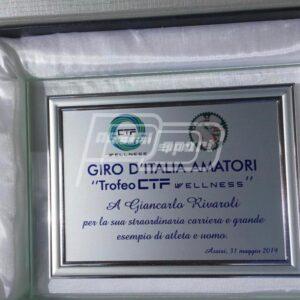 CTF
WELLNESS
GIRO D'ITALIA AMATORI
"Trofeo CTF WELLNESS"
A Giancarlo Rivaroli
per la sua straordinaria carriera e grande
esempio di atleta e uomo.
Assisi, 31 maggio 2014